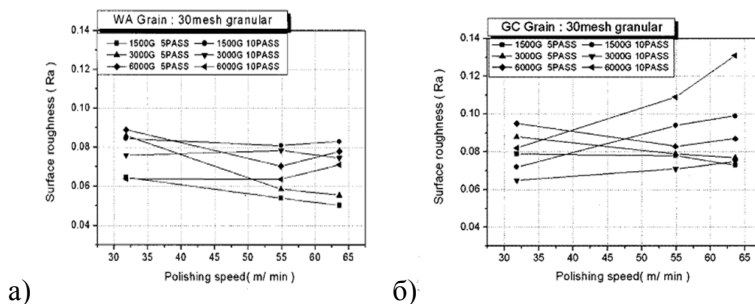 WA Grain : 30mesh granular
1500G 5PASS 1500G 10PASS
3000G 5PASS 3000G 10PASS
6000G 5PASS 6000G 10PASS
Surface roughness ( Ra )
0.14
0.12
0.10
0.08
0.06
0.04
30 35 40 45 50 55 60 65
Polishing speed( m/ min)
а)
GC Grain : 30mesh granular
1500G 5PASS 1500G 10PASS
3000G 5PASS 3000G 10PASS
6000G 5PASS 6000G 10PASS
Surface roughness ( Ra )
0.14
0.12
0.10
0.08
0.06
0.04
30 35 40 45 50 55 60 65
Polishing speed( m/ min)
б)